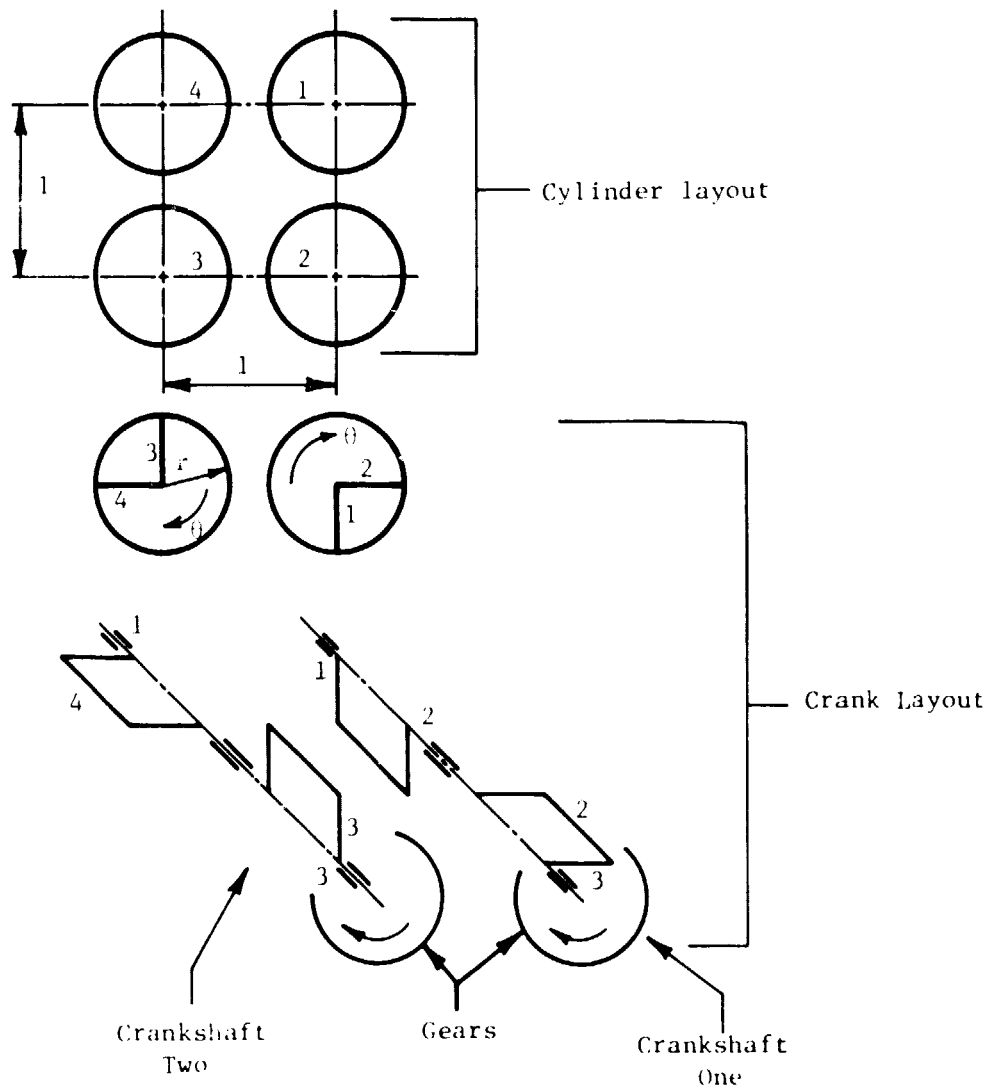 4 1
1
Cylinder layout
3 2
1
3 r θ 2
4 θ 1
1
4 1
2
3 2
3 3
Crank Layout
Crankshaft
Two
Gears
Crankshaft
One